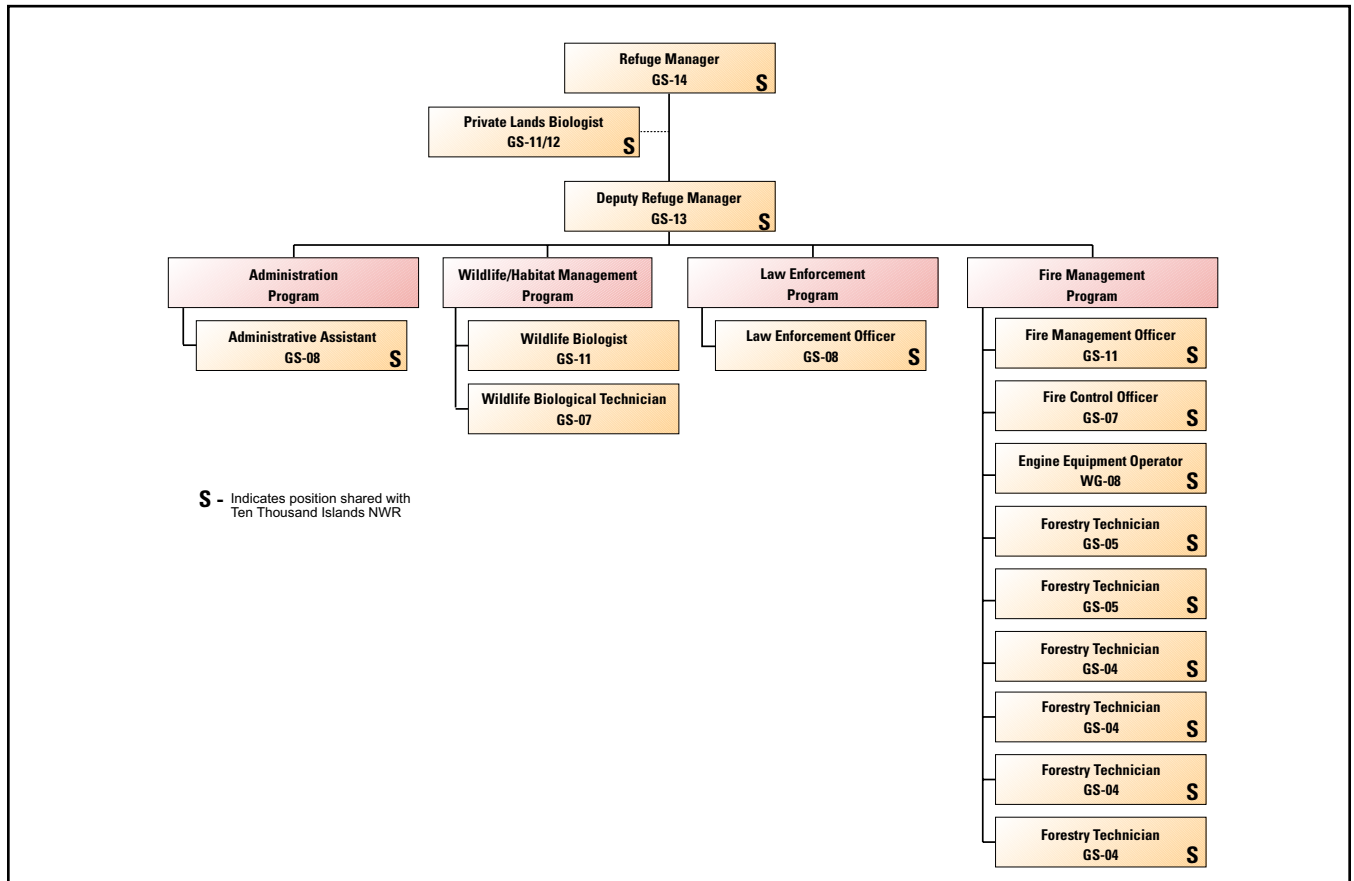 Refuge Manager
GS-14
S
Private Lands Biologist
GS-11/12
S
Deputy Refuge Manager
GS-13
S
Administration
Program
Administrative Assistant
GS-08
S
Wildlife/Habitat Management
Program
Wildlife Biologist
GS-11
Wildlife Biological Technician
GS-07
Law Enforcement
Program
Law Enforcement Officer
GS-08
S
Fire Management
Program
Fire Management Officer
GS-11
S
Fire Control Officer
GS-07
S
Engine Equipment Operator
WG-08
S
Forestry Technician
GS-05
S
Forestry Technician
GS-05
S
Forestry Technician
GS-04
S
Forestry Technician
GS-04
S
Forestry Technician
GS-04
S
Forestry Technician
GS-04
S
S - Indicates position shared with
Ten Thousand Islands NWR